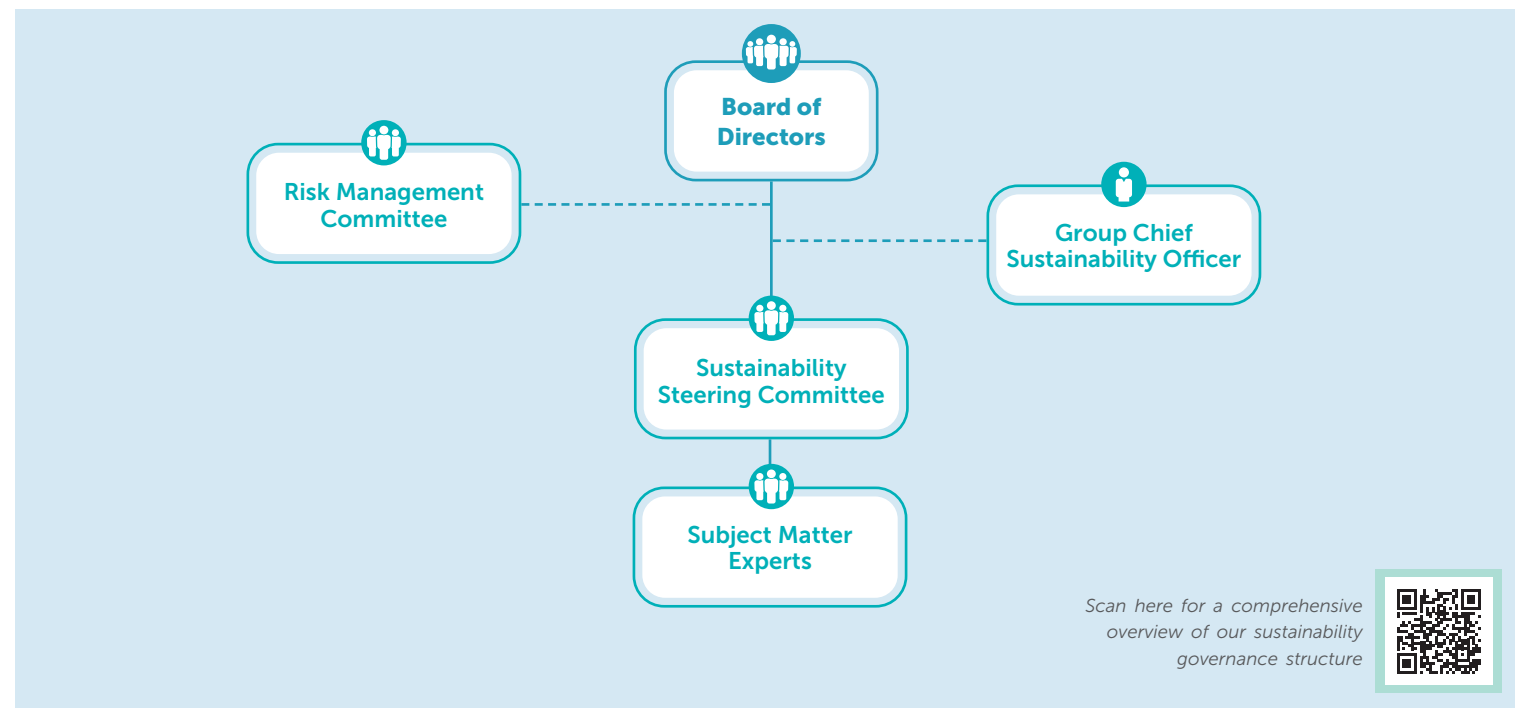 Board of
Directors
Risk Management
Committee
Group Chief
Sustainability Officer
Sustainability
Steering Committee
Subject Matter
Experts
Scan here for a comprehensive
overview of our sustainability
governance structure